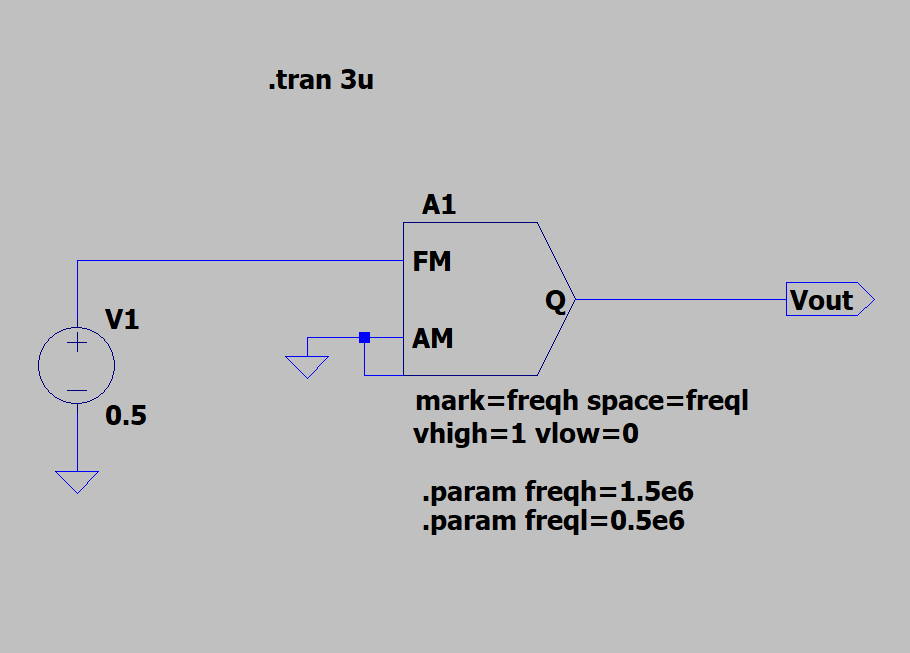 .tran 3u
A1
FM
V1
Q
Vout
AM
0.5
mark=freqh space=freql
vhigh=1 vlow=0
.param freqh=1.5e6
.param freql=0.5e6